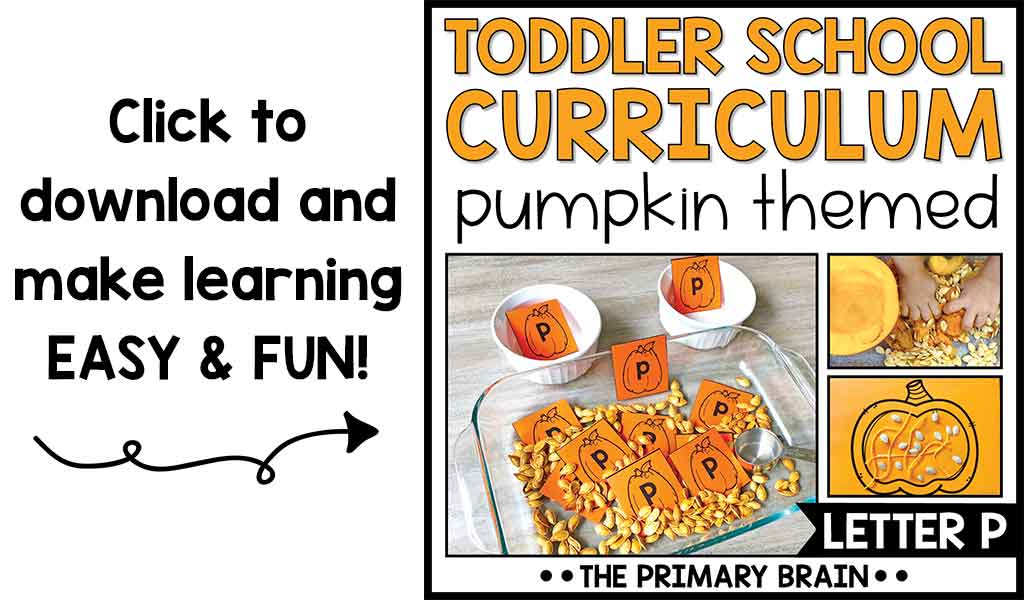 Click to
download and
make learning
EASY & FUN!
TODDLER SCHOOL
CURRICULUM
pumpkin themed
p
p
p
p
p
p
p
p
p
LETTER P
••THE PRIMARY BRAIN••